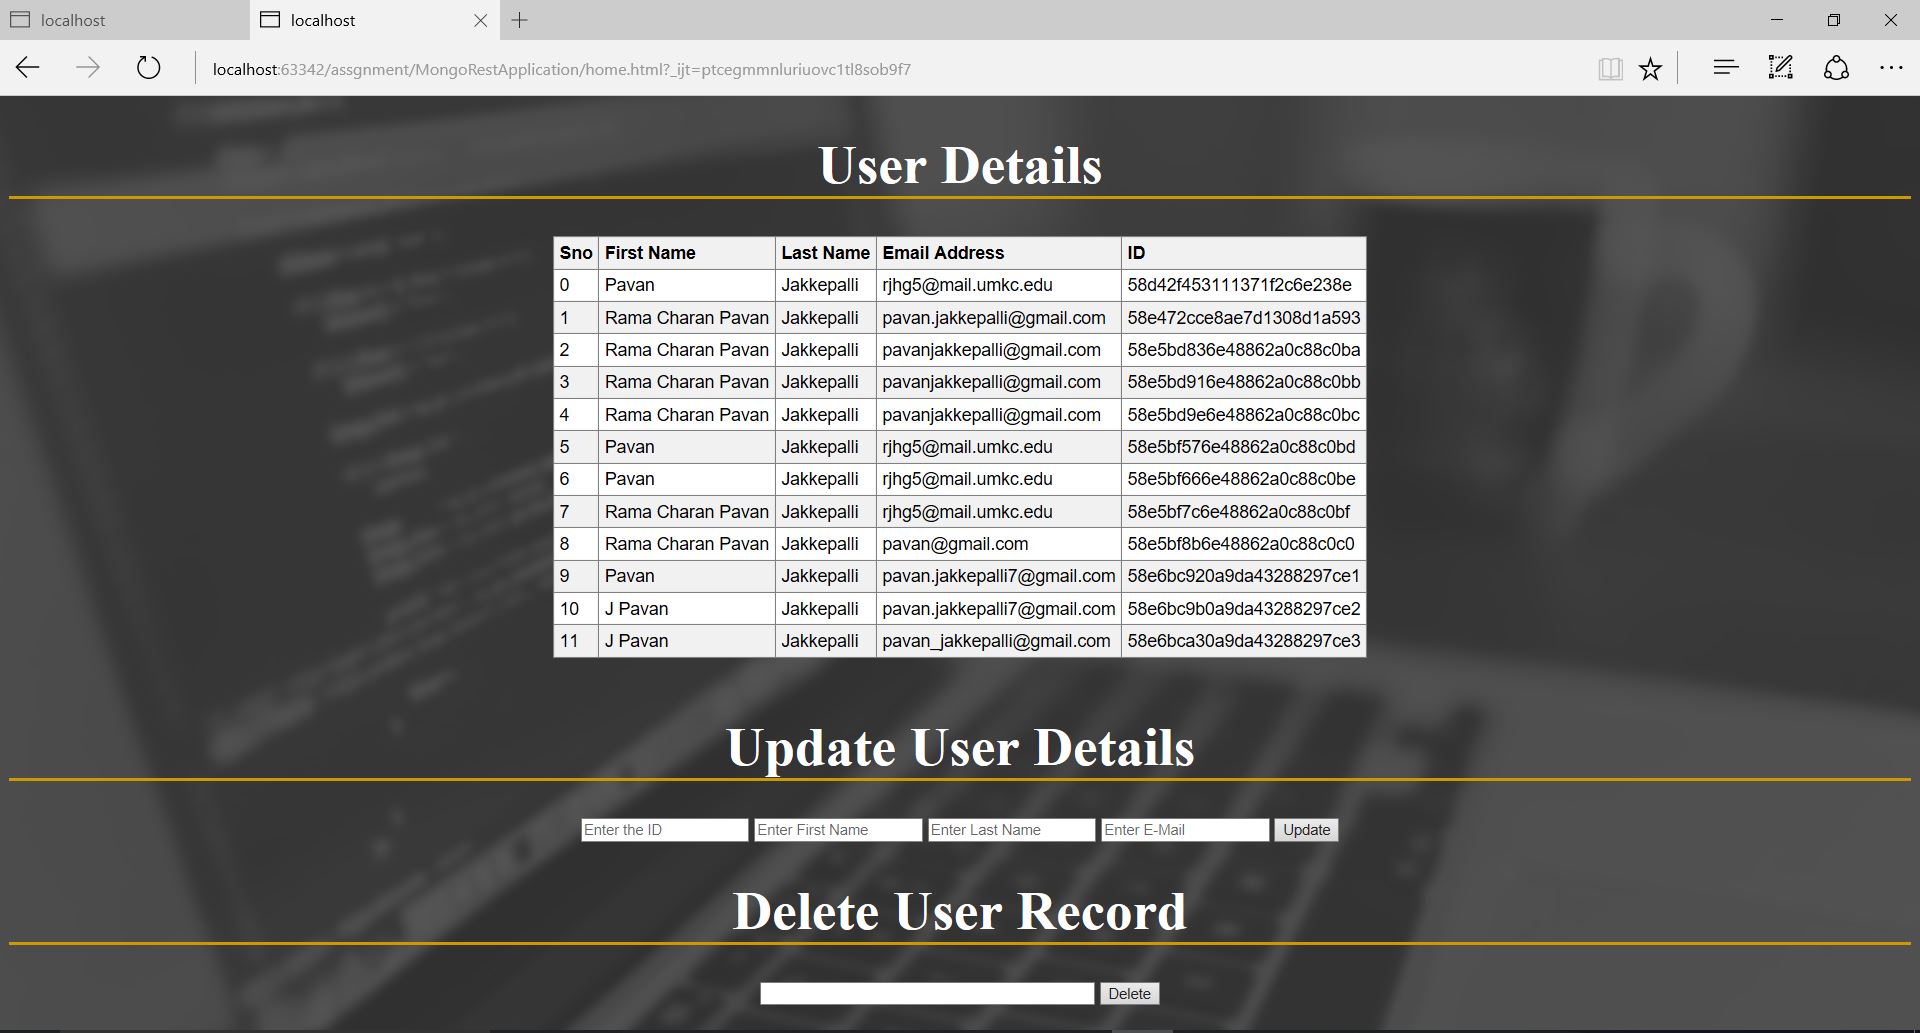 localhost
localhost
localhost:63342/assgnment/MongoRestApplication/home.html?_ijt=ptcegmmnluriuovc1tl8sob9f7
User Details
Sno First Name Last Name Email Address ID
0 Pavan Jakkepalli rjhg5@mail.umkc.edu 58d42f453111371f2c6e238e
1 Rama Charan Pavan Jakkepalli pavan.jakkepalli@gmail.com 58e472cce8ae7d1308d1a593
2 Rama Charan Pavan Jakkepalli pavanjakkepalli@gmail.com 58e5bd836e48862a0c88c0ba
3 Rama Charan Pavan Jakkepalli pavanjakkepalli@gmail.com 58e5bd916e48862a0c88c0bb
4 Rama Charan Pavan Jakkepalli pavanjakkepalli@gmail.com 58e5bd9e6e48862a0c88c0bc
5 Pavan Jakkepalli rjhg5@mail.umkc.edu 58e5bf576e48862a0c88c0bd
6 Pavan Jakkepalli rjhg5@mail.umkc.edu 58e5bf666e48862a0c88c0be
7 Rama Charan Pavan Jakkepalli rjhg5@mail.umkc.edu 58e5bf7c6e48862a0c88c0bf
8 Rama Charan Pavan Jakkepalli pavan@gmail.com 58e5bf8b6e48862a0c88c0c0
9 Pavan Jakkepalli pavan.jakkepalli7@gmail.com 58e6bc920a9da43288297ce1
10 J Pavan Jakkepalli pavan.jakkepalli7@gmail.com 58e6bc9b0a9da43288297ce2
11 J Pavan Jakkepalli pavan_jakkepalli@gmail.com 58e6bca30a9da43288297ce3
Update User Details
Enter the ID Enter First Name Enter Last Name Enter E-Mail Update
Delete User Record
Delete